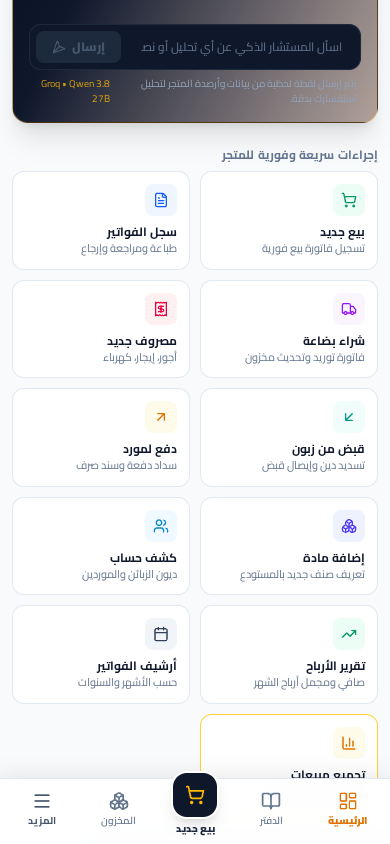 اسأل المستشار الذكي عن أي تحليل أو نص
إرسال
يتم إرسال لقطة لحظية من بيانات وأرصدة المتجر لتحليل
استفسارك بدقة.
Groq • Qwen 3.8
27B
إجراءات سريعة وفورية للمتجر
بيع جديد
تسجيل فاتورة بيع فورية
سجل الفواتير
طباعة ومراجعة وإرجاع
شراء بضاعة
فاتورة توريد وتحديث مخزون
مصروف جديد
أجور، إيجار، كهرباء
قبض من زبون
تسديد دين وإيصال قبض
دفع لمورد
سداد دفعة وسند صرف
إضافة مادة
تعريف صنف جديد بالمستودع
كشف حساب
ديون الزبائن والموردين
تقرير الأرباح
صافي ومجمل أرباح الشهر
أرشيف الفواتير
حسب الأشهر والسنوات
تجميع مبيعات
الرئيسية
الدفتر
بيع جديد
المخزون
المزيد